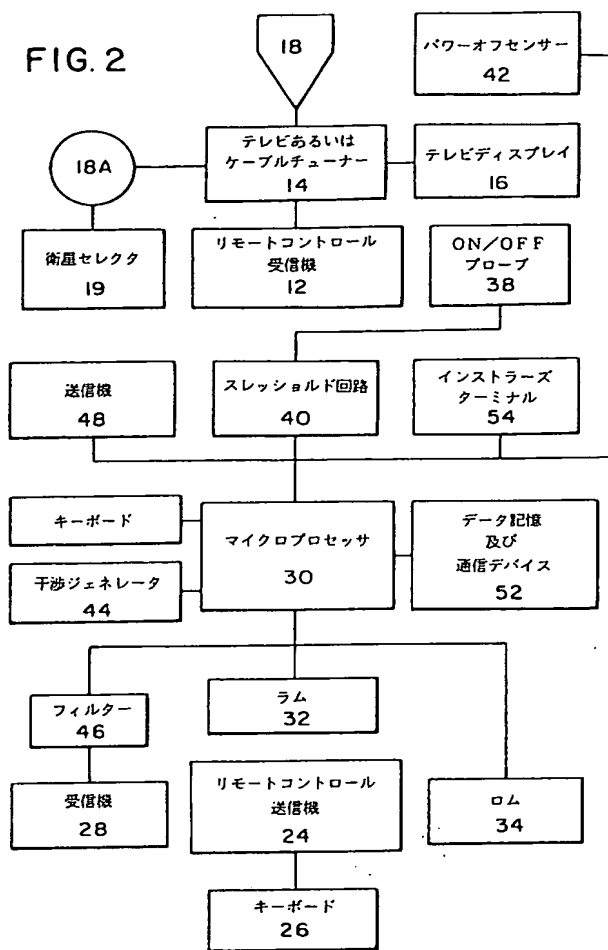 FIG. 2
18
パワーオフセンサー
42
18A
テレビあるいは
ケーブルチューナー
14
テレビディスプレイ
16
衛星セレクタ
19
リモートコントロール
受信機
12
ON/OFF
プローブ
38
送信機
48
スレッショルド回路
40
インストラーズ
ターミナル
54
キーボード
マイクロプロセッサ
30
データ記憶
及び
通信デバイス
52
干渉ジェネレータ
44
フィルター
46
ラム
32
受信機
28
リモートコントロール
送信機
24
ロム
34
キーボード
26